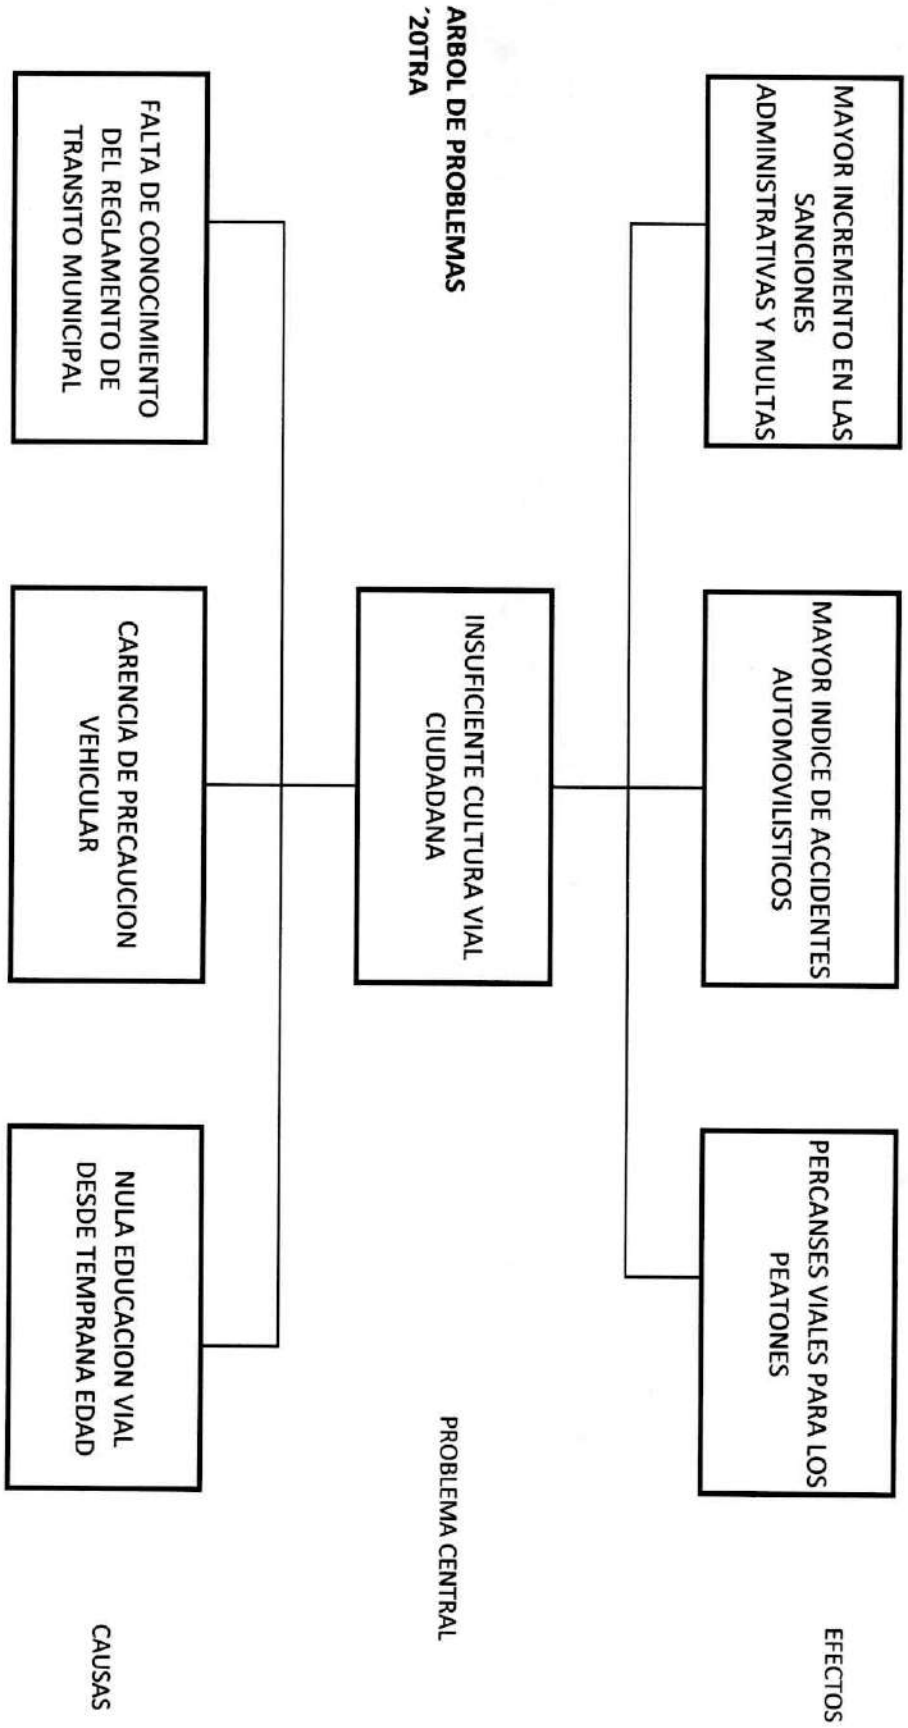 MAYOR INCREMENTO EN LAS
SANCIONES
ADMINISTRATIVAS Y MULTAS
MAYOR INDICE DE ACCIDENTES
AUTOMOVILISTICOS
PERCANSES VIALES PARA LOS
PEATONES
EFECTOS
ARBOL DE PROBLEMAS
´20TRA
INSUFICIENTE CULTURA VIAL
CIUDADANA
PROBLEMA CENTRAL
FALTA DE CONOCIMIENTO
DEL REGLAMENTO DE
TRANSITO MUNICIPAL
CARENCIA DE PRECAUCION
VEHICULAR
NULA EDUCACION VIAL
DESDE TEMPRANA EDAD
CAUSAS